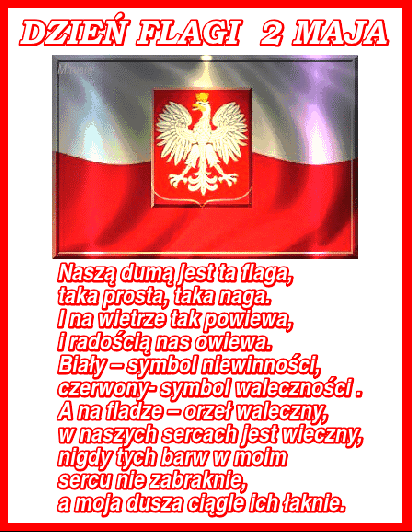 DZIEŃ FLAGI 2 MAJA
Naszą dumą jest ta flaga,
taka prosta, taka naga.
I na wietrze tak powiewa,
i radością nas owiewa.
Biały – symbol niewinności,
czerwony- symbol waleczności .
A na fladze – orzeł waleczny,
w naszych sercach jest wieczny,
nigdy tych barw w moim
sercu nie zabraknie,
a moja dusza ciągle ich łaknie.